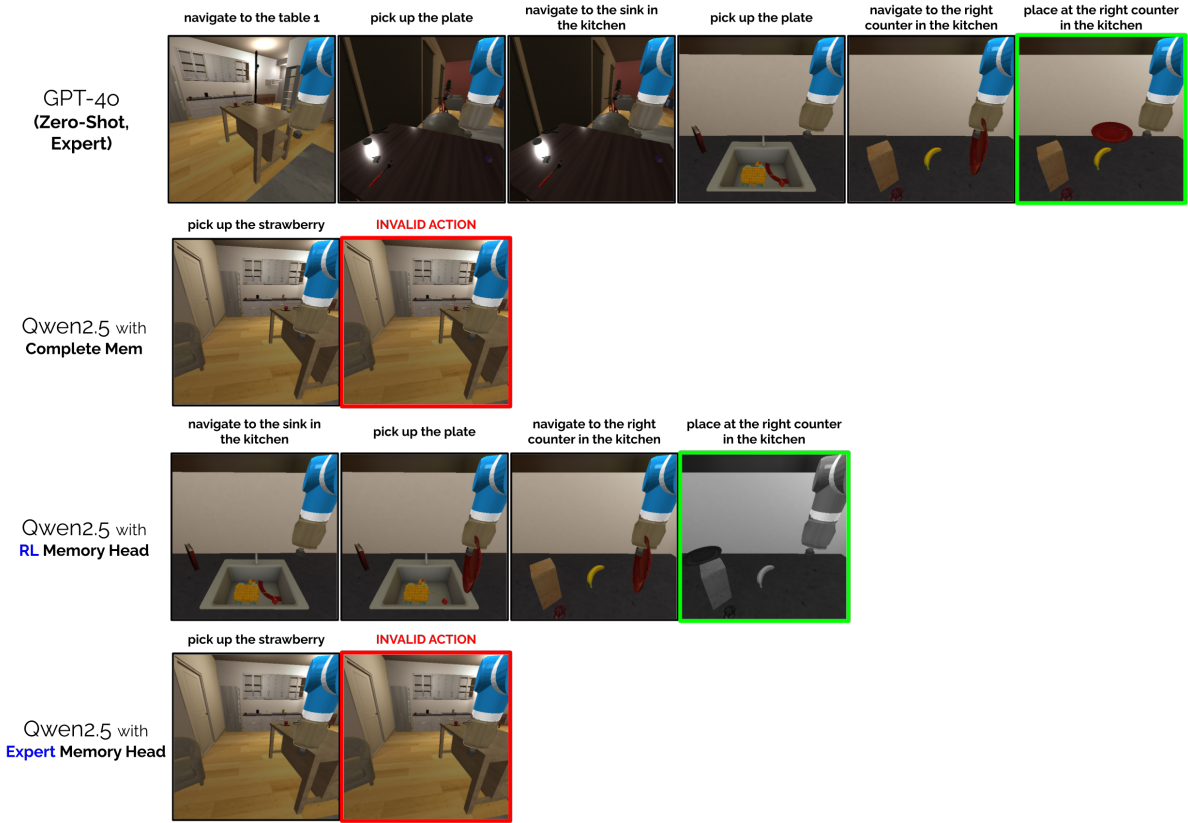 navigate to the table 1
pick up the plate
navigate to the sink in
the kitchen
pick up the plate
navigate to the right
counter in the kitchen
place at the right counter
in the kitchen
GPT-4o
(Zero-Shot,
Expert)
pick up the strawberry
INVALID ACTION
Qwen2.5 with
Complete Mem
navigate to the sink in
the kitchen
pick up the plate
navigate to the right
counter in the kitchen
place at the right counter
in the kitchen
Qwen2.5 with
RL Memory Head
pick up the strawberry
INVALID ACTION
Qwen2.5 with
Expert Memory Head